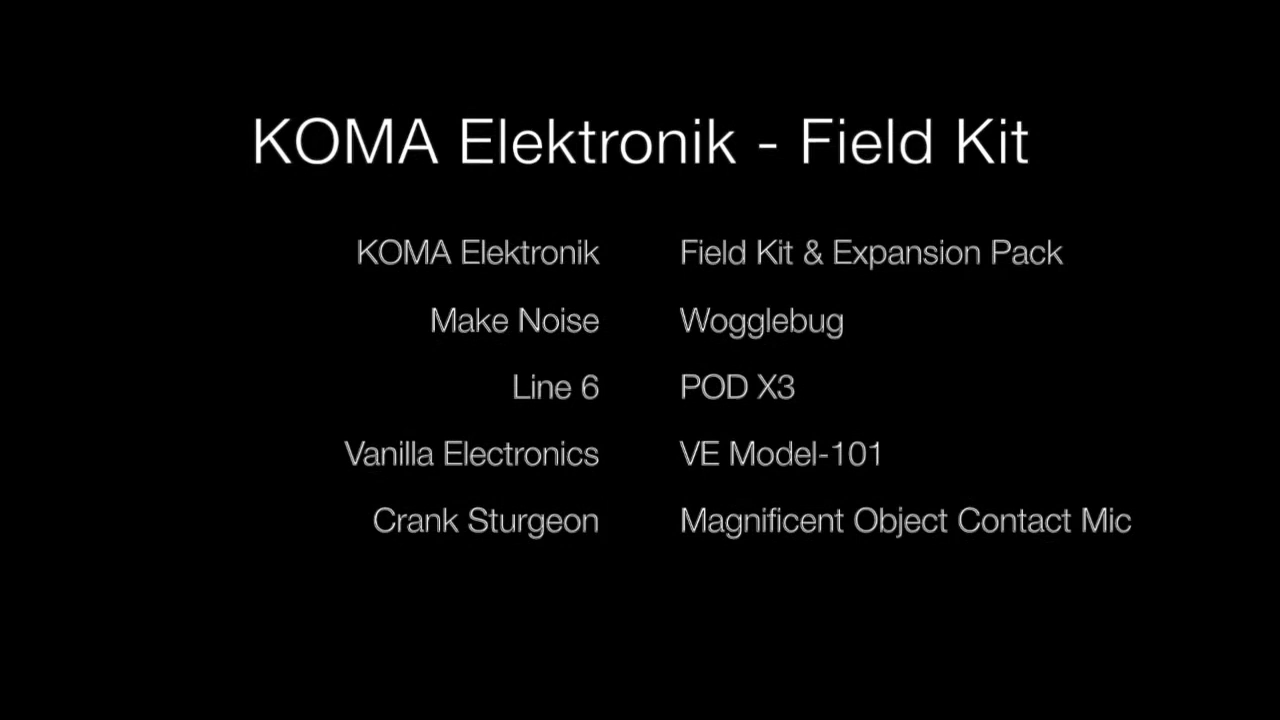 KOMA Elektronik - Field Kit
KOMA Elektronik Field Kit & Expansion Pack
Make Noise Wogglebug
Line 6 POD X3
Vanilla Electronics VE Model-101
Crank Sturgeon Magnificent Object Contact Mic